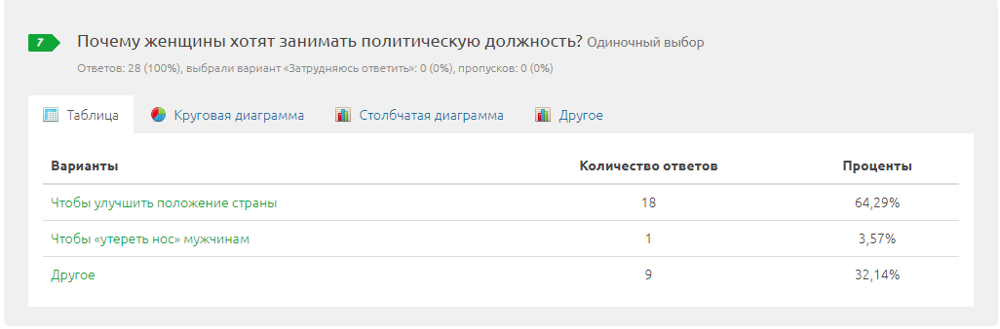 7 Почему женщины хотят занимать политическую должность? Одиночный выбор
Ответов: 28 (100%), выбрали вариант «Затрудняюсь ответить»: 0 (0%), пропусков: 0 (0%)
Таблица Круговая диаграмма Столбчатая диаграмма Другое
Варианты Количество ответов Проценты
Чтобы улучшить положение страны 18 64,29%
Чтобы «утереть нос» мужчинам 1 3,57%
Другое 9 32,14%